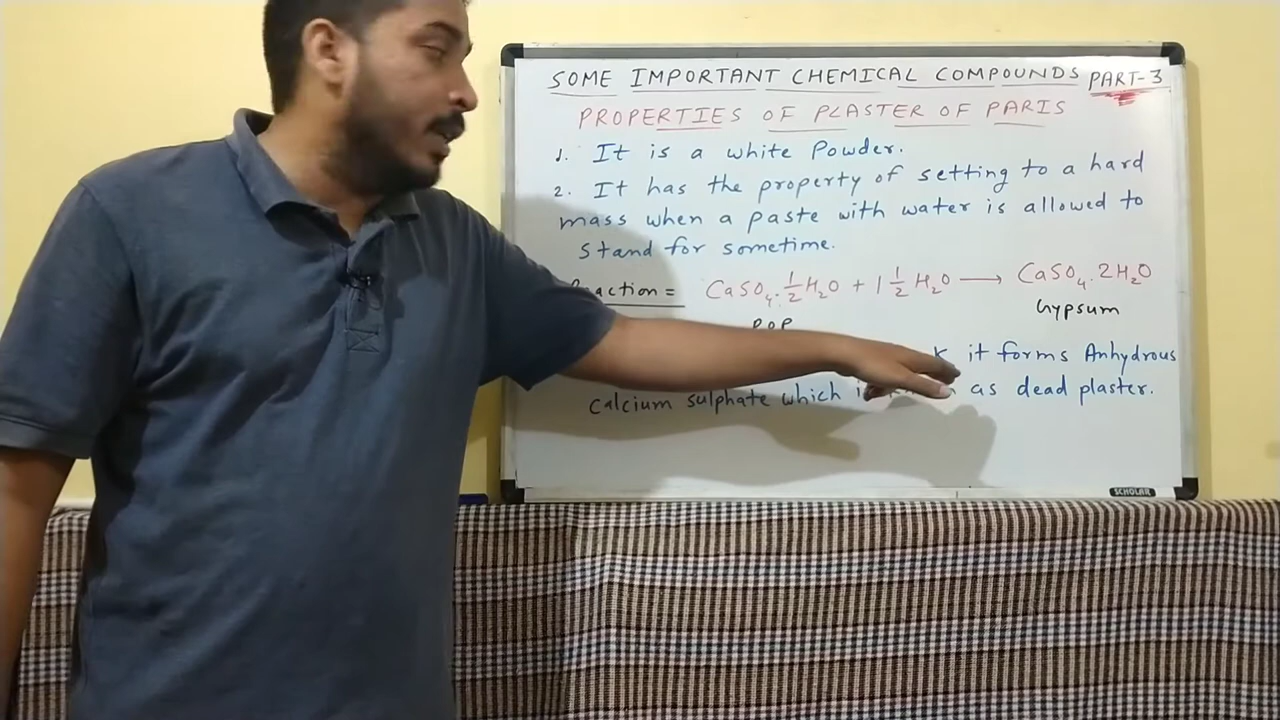 SOME IMPORTANT CHEMICAL COMPOUNDS PART-3
PROPERTIES OF PLASTER OF PARIS
1. It is a white Powder.
2. It has the property of setting to a hard
mass when a paste with water is allowed to
Stand for sometime.
CaSO₄.½H₂O + 1½H₂O → CaSO₄.2H₂O
POP Gypsum
K it forms Anhydrous
Calcium sulphate which as dead plaster.
SCHOLAR